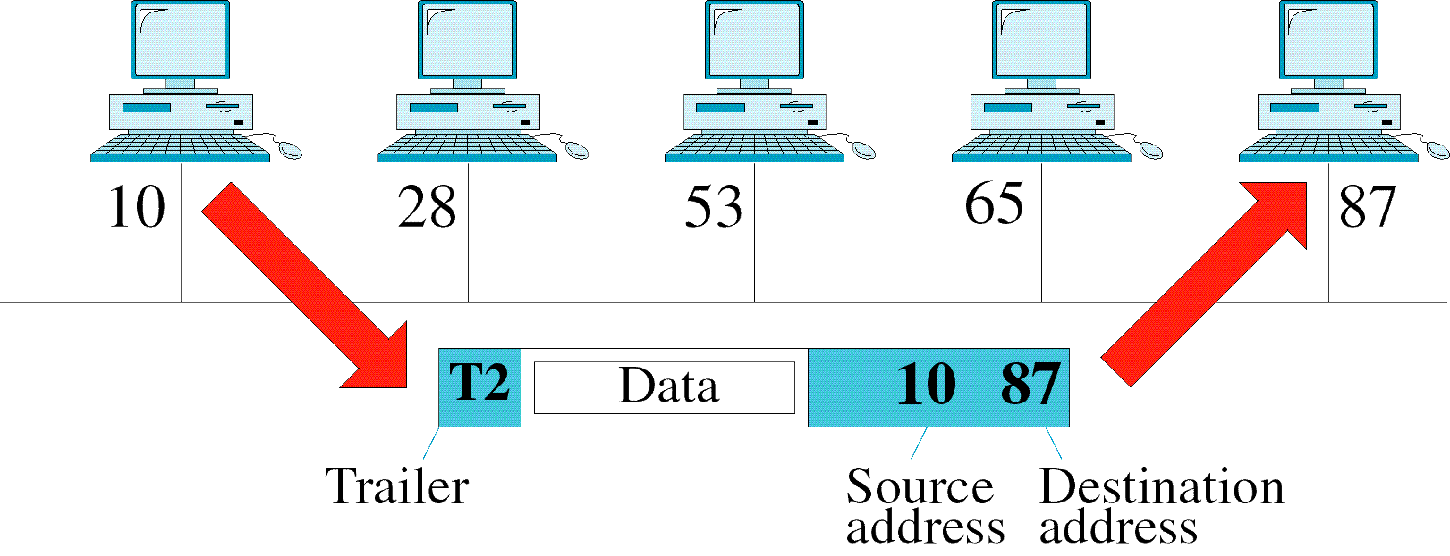 10 28 53 65 87
T2 Data 10 87
Trailer Source address Destination address